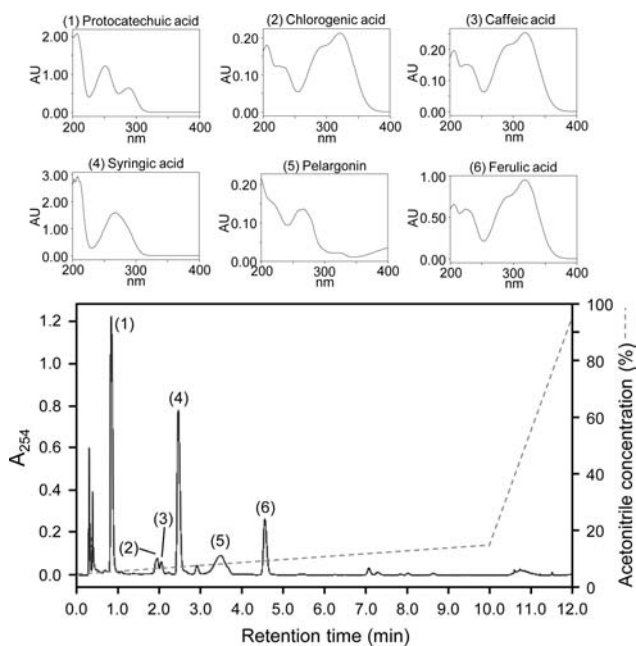 (1) Protocatechuic acid
2.00
1.00
0.00
AU
200 300 400
nm
(2) Chlorogenic acid
0.20
0.10
0.00
AU
200 300 400
nm
(3) Caffeic acid
0.20
0.10
0.00
AU
200 300 400
nm
(4) Syringic acid
3.00
2.00
1.00
0.00
AU
200 300 400
nm
(5) Pelargonin
0.20
0.10
0.00
AU
200 300 400
nm
(6) Ferulic acid
1.00
0.50
0.00
AU
200 300 400
nm
A254
1.2
1.0
0.8
0.6
0.4
0.2
0.0
(1)
(2)
(3)
(4)
(5)
(6)
100
80
60
40
20
15
10
0
Acetonitrile concentration (%)
0.0 1.0 2.0 3.0 4.0 5.0 6.0 7.0 8.0 9.0 10.0 11.0 12.0
Retention time (min)